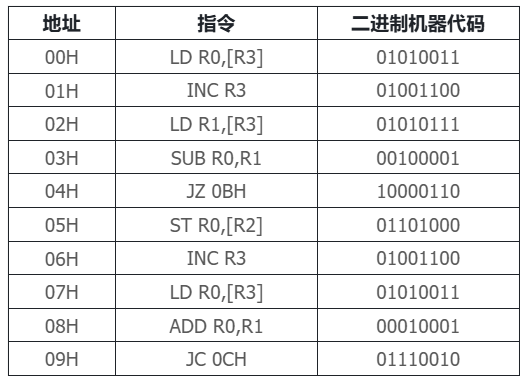 地址 指令 二进制机器代码
00H LD R0,[R3] 01010011
01H INC R3 01001100
02H LD R1,[R3] 01010111
03H SUB R0,R1 00100001
04H JZ 0BH 10000110
05H ST R0,[R2] 01101000
06H INC R3 01001100
07H LD R0,[R3] 01010011
08H ADD R0,R1 00010001
09H JC 0CH 01110010